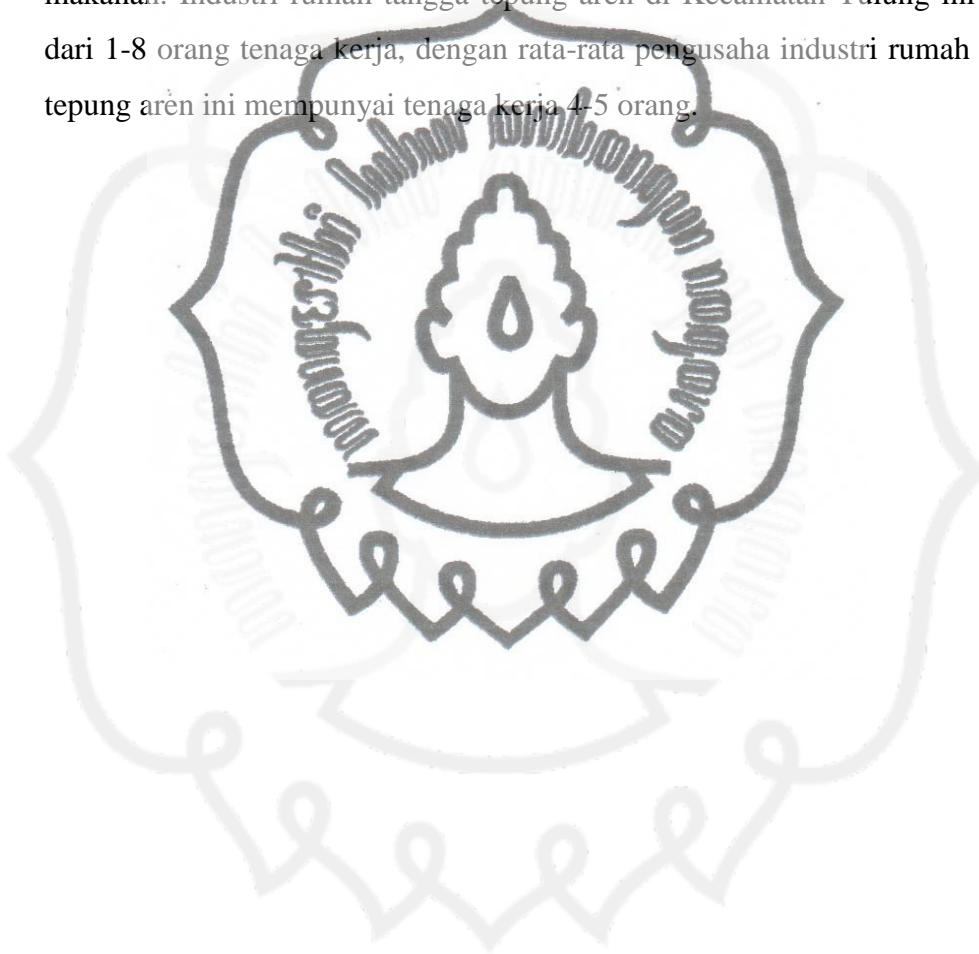 makanan. Industri rumah tangga tepung aren di Kecamatan Tulung ini
dari 1-8 orang tenaga kerja, dengan rata-rata pengusaha industri rumah
tepung aren ini mempunyai tenaga kerja 4-5 orang.